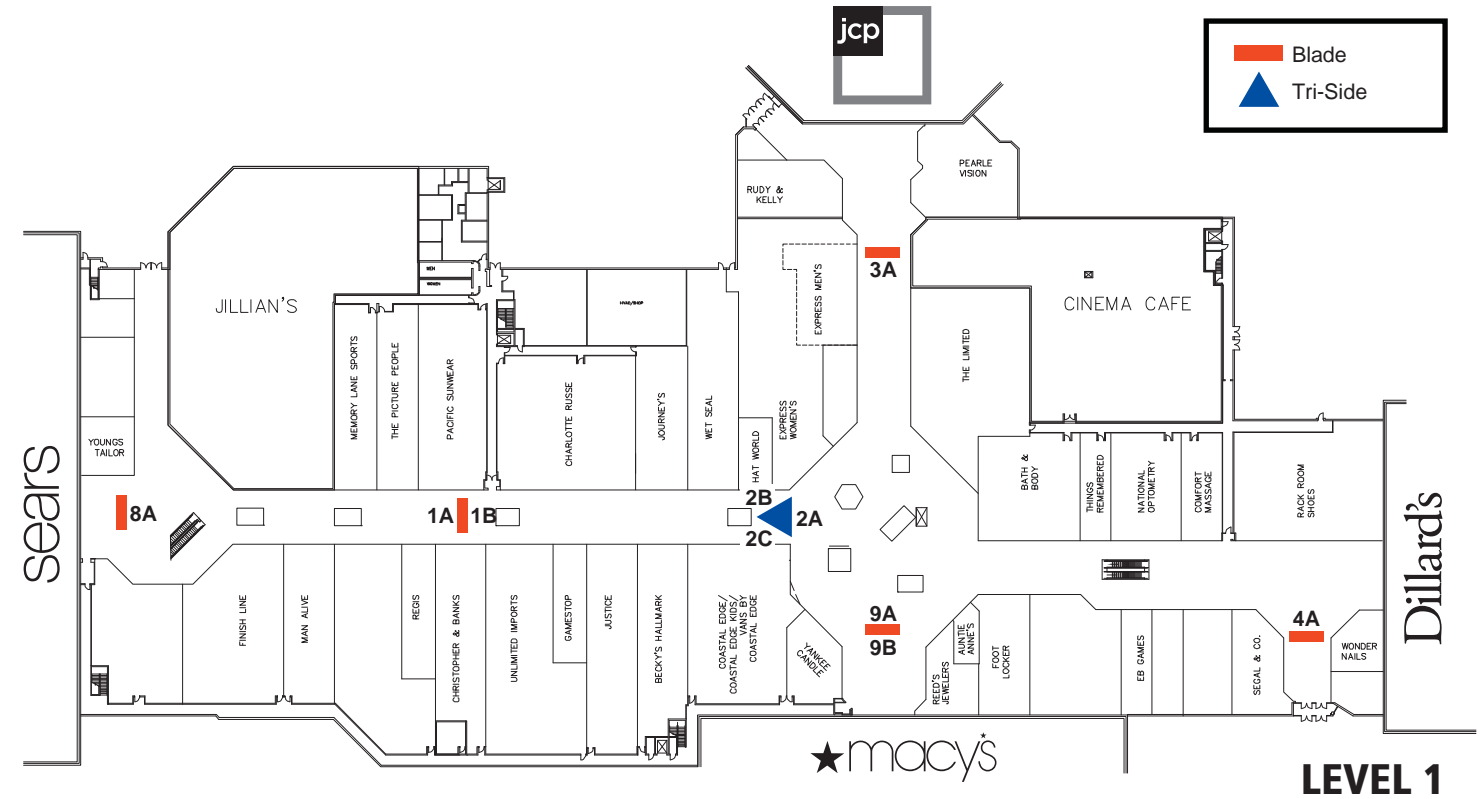 jcp
Blade
Tri-Side
PEARLE
VISION
RUDY &
KELLY
3A
EXPRESS MEN'S
MEN
WOMEN
JILLIAN'S
HVAC/SHOP
CINEMA CAFE
THE LIMITED
MEMORY LANE SPORTS
THE PICTURE PEOPLE
PACIFIC SUNWEAR
CHARLOTTE RUSSE
JOURNEY'S
WET SEAL
HAT WORLD
EXPRESS
WOMEN'S
YOUNGS
TAILOR
BATH &
BODY
THINGS
REMEMBERED
NATIONAL
OPTOMETRY
COMFORT
MASSAGE
RACK ROOM
SHOES
sears
8A
1A
1B
2B
2A
2C
Dillard's
FINISH LINE
MAN ALIVE
REGIS
CHRISTOPHER & BANKS
UNLIMITED IMPORTS
GAMESTOP
JUSTICE
BECKY'S HALLMARK
COASTAL EDGE/
COASTAL EDGE KIDS/
VANS BY
COASTAL EDGE
YANKEE
CANDLE
9A
9B
REED'S
JEWELERS
AUNTIE
ANNE'S
FOOT
LOCKER
EB GAMES
SEGAL & CO.
4A
WONDER
NAILS
macy's
LEVEL 1